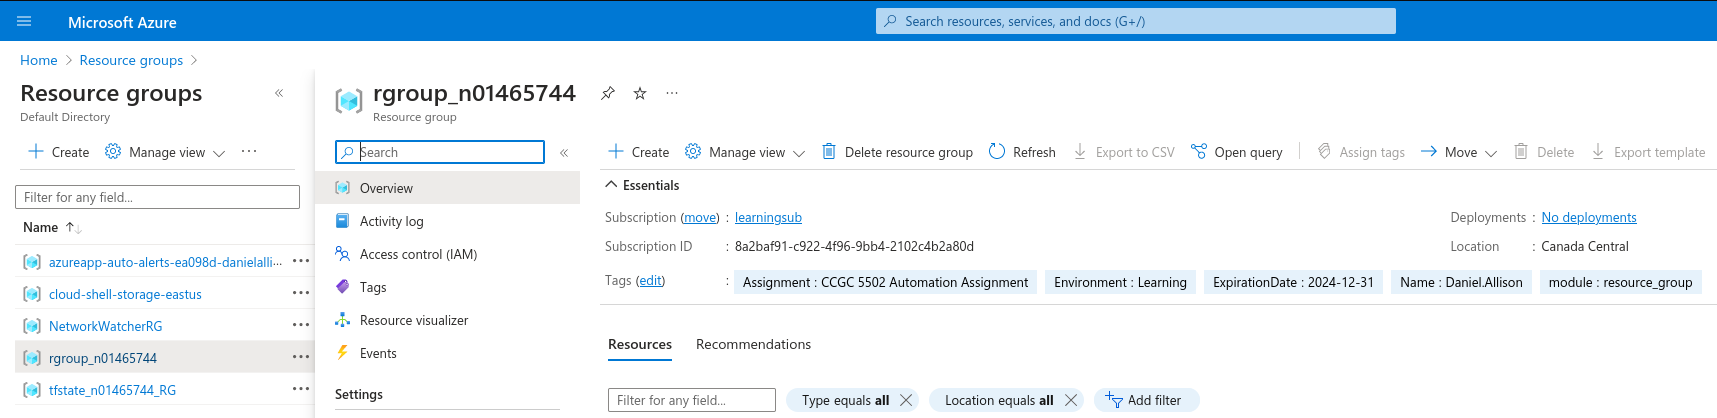 Microsoft Azure
Search resources, services, and docs (G+/)
Home > Resource groups >
Resource groups «
Default Directory
Create Manage view ...
Filter for any field...
Name ↑↓
azureapp-auto-alerts-ea098d-danielalli... ...
cloud-shell-storage-eastus ...
NetworkWatcherRG ...
rgroup_n01465744 ...
tfstate_n01465744_RG ...
rgroup_n01465744 ...
Resource group
Search «
Overview
Activity log
Access control (IAM)
Tags
Resource visualizer
Events
Settings
Create Manage view Delete resource group Refresh Export to CSV Open query Assign tags Move Delete Export template
Essentials
Subscription (move) : learningsub
Deployments : No deployments
Subscription ID : 8a2baf91-c922-4f96-9bb4-2102c4b2a80d
Location : Canada Central
Tags (edit) : Assignment : CCGC 5502 Automation Assignment Environment : Learning ExpirationDate : 2024-12-31 Name : Daniel.Allison module : resource_group
Resources Recommendations
Filter for any field... Type equals all Location equals all Add filter